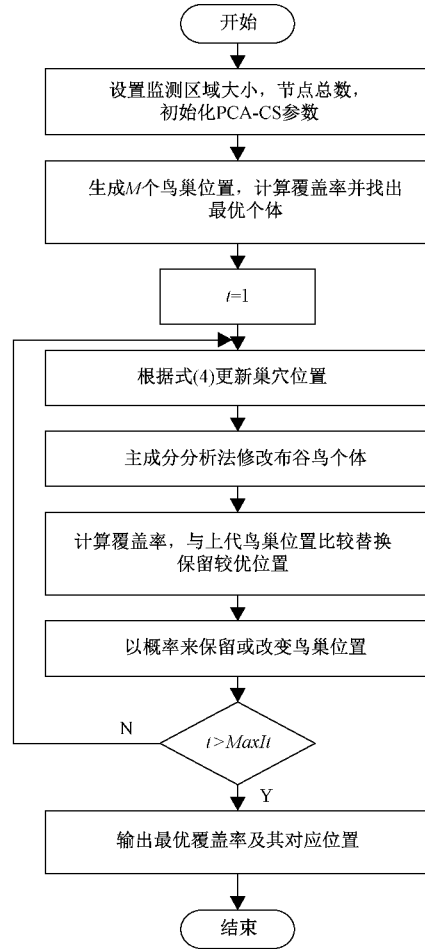 开始
设置监测区域大小，节点总数，
初始化PCA-CS参数
生成M个鸟巢位置，计算覆盖率并找出
最优个体
t=1
根据式(4)更新巢穴位置
主成分分析法修改布谷鸟个体
计算覆盖率，与上代鸟巢位置比较替换
保留较优位置
以概率来保留或改变鸟巢位置
N
t>MaxIt
Y
输出最优覆盖率及其对应位置
结束